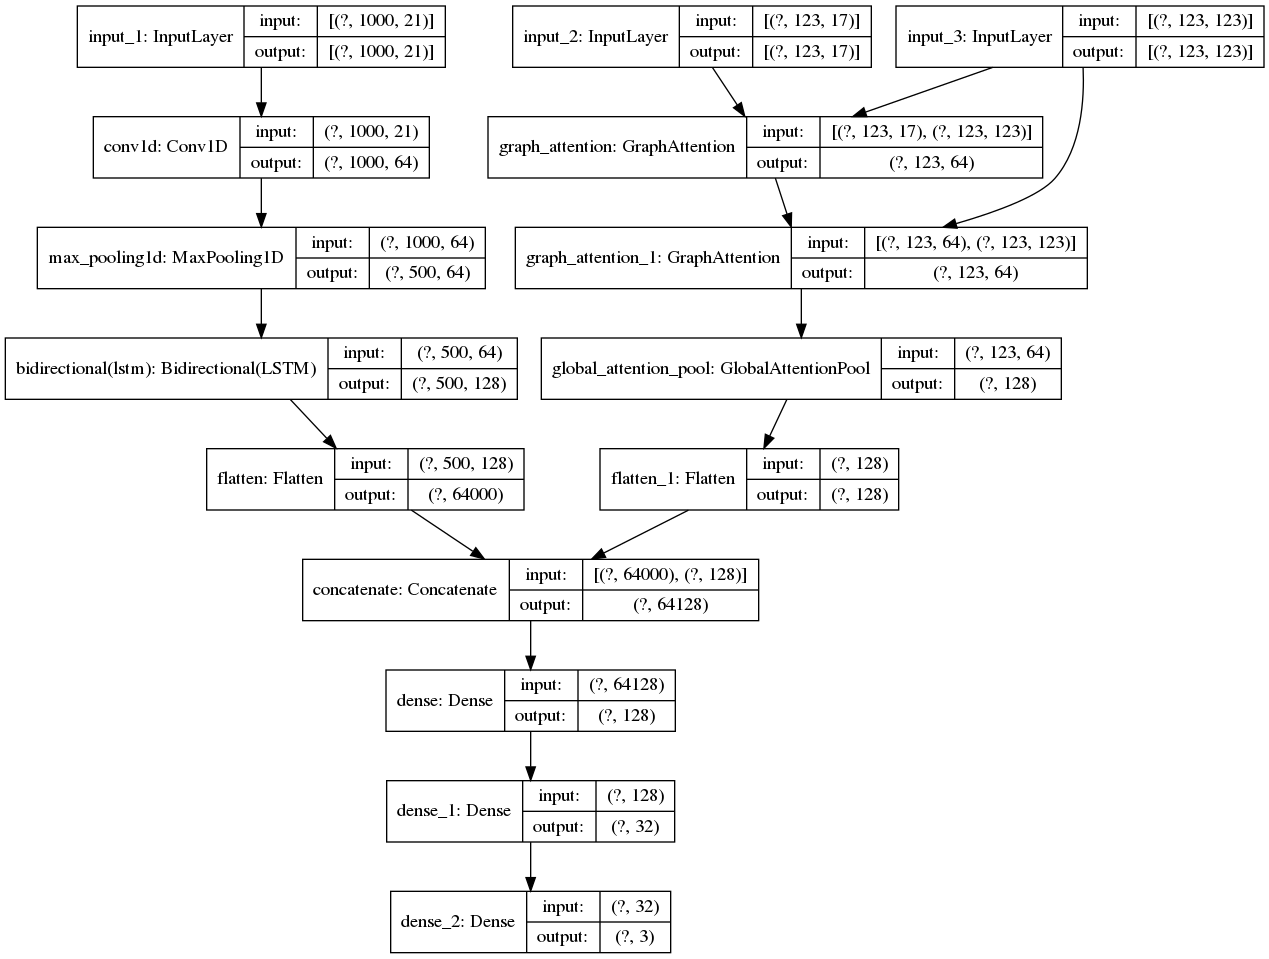 input_1: InputLayer
input: [(?, 1000, 21)]
output: [(?, 1000, 21)]
input_2: InputLayer
input: [(?, 123, 17)]
output: [(?, 123, 17)]
input_3: InputLayer
input: [(?, 123, 123)]
output: [(?, 123, 123)]
conv1d: Conv1D
input: (?, 1000, 21)
output: (?, 1000, 64)
graph_attention: GraphAttention
input: [(?, 123, 17), (?, 123, 123)]
output: (?, 123, 64)
max_pooling1d: MaxPooling1D
input: (?, 1000, 64)
output: (?, 500, 64)
graph_attention_1: GraphAttention
input: [(?, 123, 64), (?, 123, 123)]
output: (?, 123, 64)
bidirectional(lstm): Bidirectional(LSTM)
input: (?, 500, 64)
output: (?, 500, 128)
global_attention_pool: GlobalAttentionPool
input: (?, 123, 64)
output: (?, 128)
flatten: Flatten
input: (?, 500, 128)
output: (?, 64000)
flatten_1: Flatten
input: (?, 128)
output: (?, 128)
concatenate: Concatenate
input: [(?, 64000), (?, 128)]
output: (?, 64128)
dense: Dense
input: (?, 64128)
output: (?, 128)
dense_1: Dense
input: (?, 128)
output: (?, 32)
dense_2: Dense
input: (?, 32)
output: (?, 3)